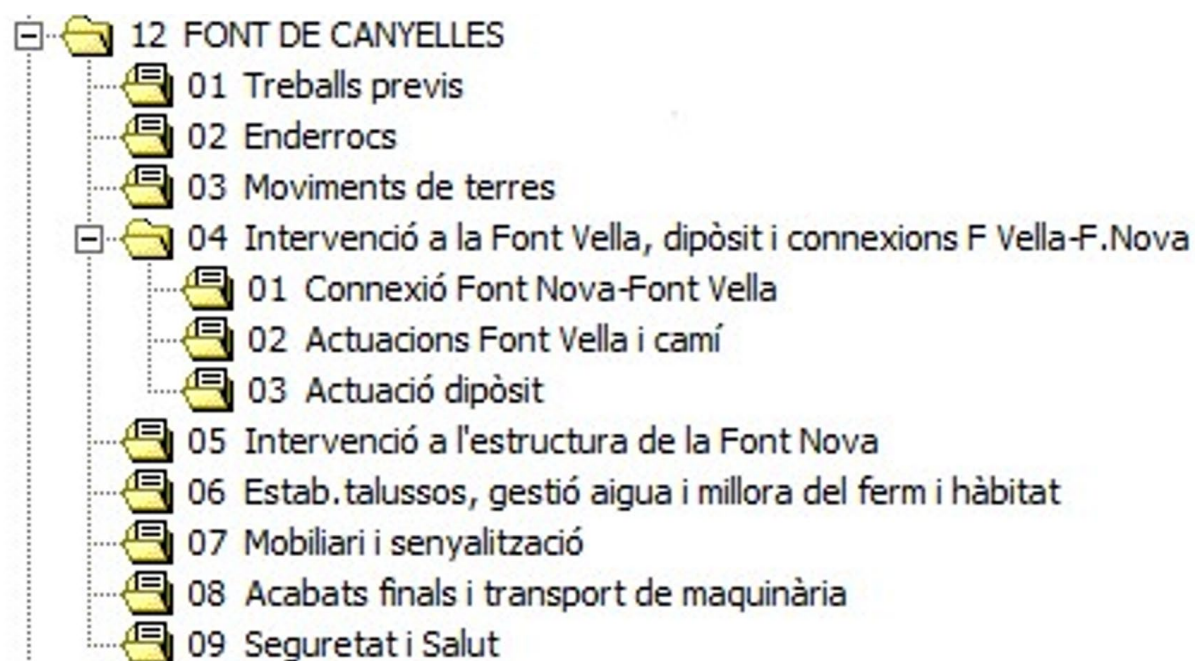 12 FONT DE CANYELLES
01 Treballs previs
02 Enderrocs
03 Moviments de terres
04 Intervenció a la Font Vella, dipòsit i connexions F Vella-F.Nova
01 Connexió Font Nova-Font Vella
02 Actuacions Font Vella i camí
03 Actuació dipòsit
05 Intervenció a l'estructura de la Font Nova
06 Estab.talussos, gestió aigua i millora del ferm i hàbitat
07 Mobiliari i senyalització
08 Acabats finals i transport de maquinària
09 Seguretat i Salut